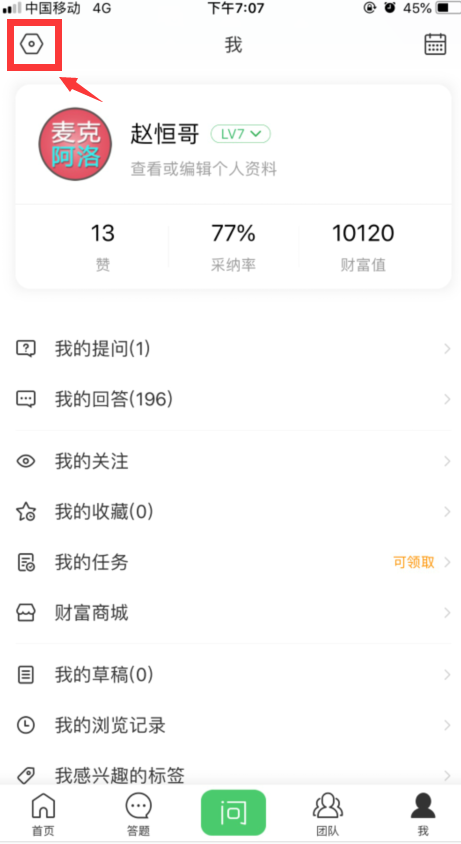 中国移动 4G 下午7:07 45%
我
麦克
阿洛
赵恒哥 LV7
查看或编辑个人资料
13 77% 10120
赞 采纳率 财富值
我的提问(1)
我的回答(196)
我的关注
我的收藏(0)
我的任务 可领取
财富商城
我的草稿(0)
我的浏览记录
我感兴趣的标签
问
首页 答题 团队 我